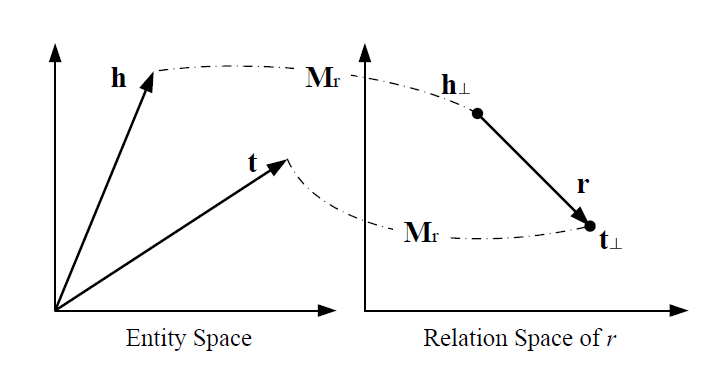 h
Mr
h⊥
t
r
Mr
t⊥
Entity Space
Relation Space of r